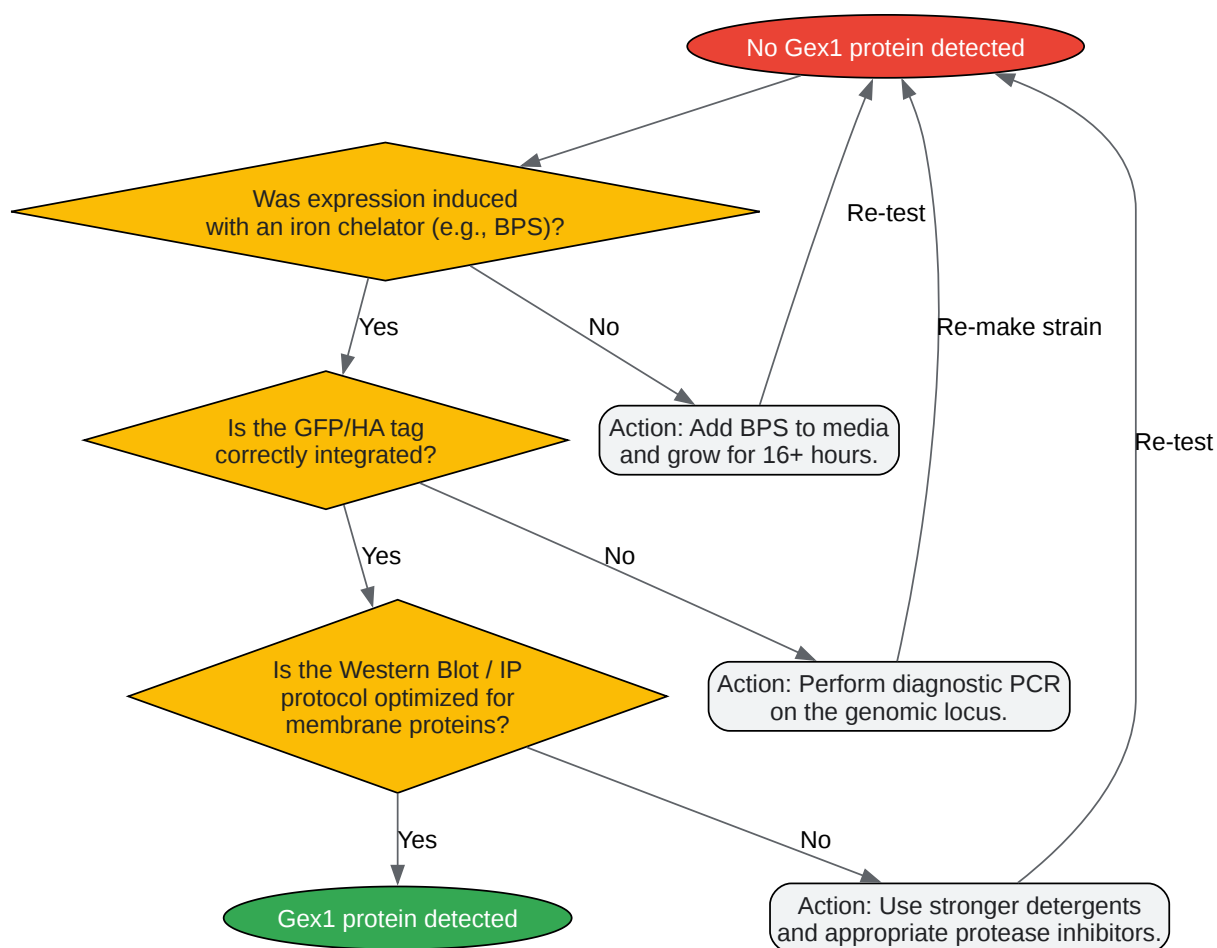 No Gex1 protein detected
Was expression induced
with an iron chelator (e.g., BPS)?
Re-test
Yes
No
Re-make strain
Is the GFP/HA tag
correctly integrated?
Action: Add BPS to media
and grow for 16+ hours.
Re-test
Yes
No
Is the Western Blot / IP
protocol optimized for
membrane proteins?
Action: Perform diagnostic PCR
on the genomic locus.
Yes
No
Gex1 protein detected
Action: Use stronger detergents
and appropriate protease inhibitors.